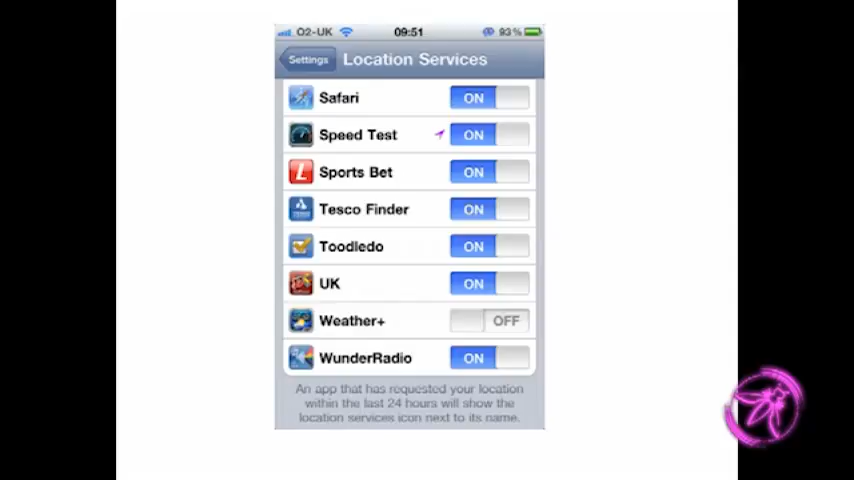 O2-UK 09:51 93%
Settings Location Services
Safari ON
Speed Test ON
Sports Bet ON
Tesco Finder ON
Toodledo ON
UK ON
Weather+ OFF
WunderRadio ON
An app that has requested your location
within the last 24 hours will show the
location services icon next to its name.